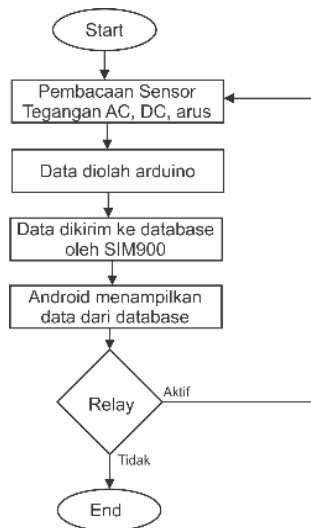 Start
Pembacaan Sensor
Tegangan AC, DC, arus
Data diolah arduino
Data dikirim ke database
oleh SIM900
Android menampilkan
data dari database
Relay
Aktif
Tidak
End